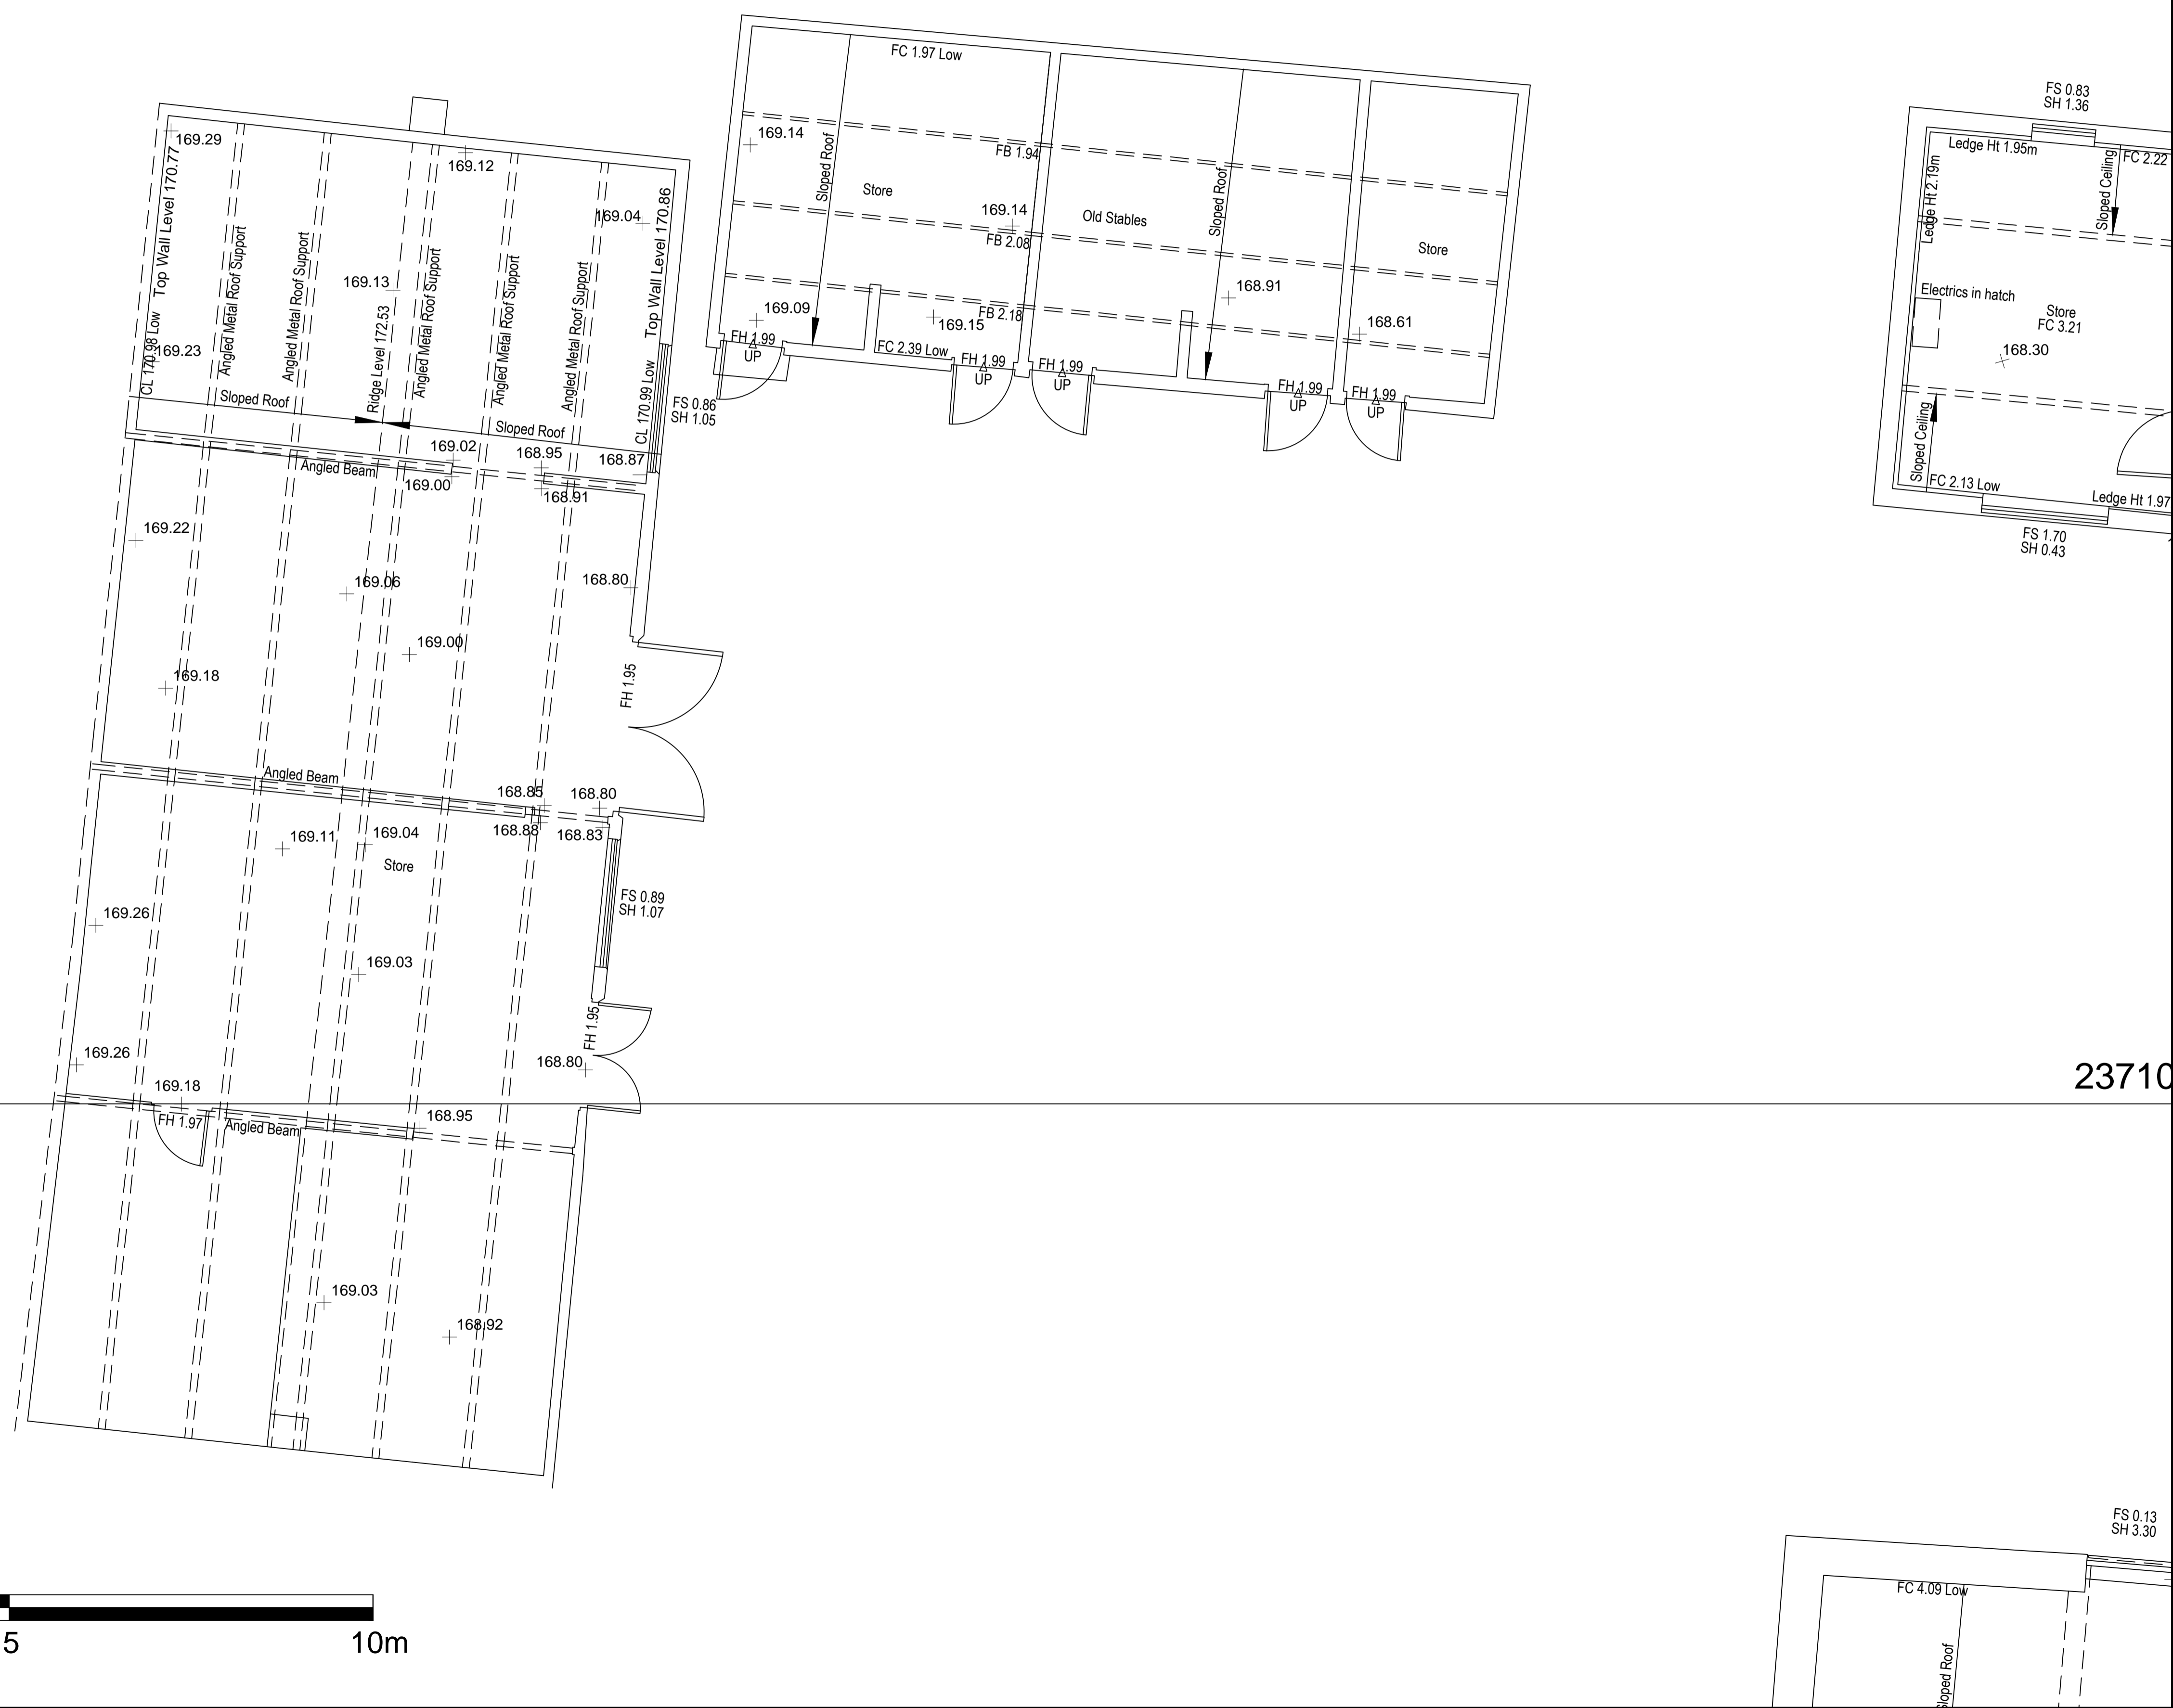 FC 1.97 Low
169.14
Sloped Roof
FB 1.94
Store
169.14
FB 2.08
Old Stables
Sloped Roof
Store
168.91
169.09
169.15
FB 2.18
168.61
FH 1.99
UP
FC 2.39 Low
FH 1.99
UP
FH 1.99
UP
FH 1.99
UP
FH 1.99
UP
FS 0.83
SH 1.36
Ledge Ht 1.95m
FC 2.22
Ledge Ht 2.19m
Sloped Ceiling
Electrics in hatch
Store
FC 3.21
168.30
Sloped Ceiling
FC 2.13 Low
Ledge Ht 1.97
FS 1.70
SH 0.43
169.29
Top Wall Level 170.77
169.12
169.04
Top Wall Level 170.86
Angled Metal Roof Support
Angled Metal Roof Support
169.13
Ridge Level 172.53
Angled Metal Roof Support
Angled Metal Roof Support
Angled Metal Roof Support
CL 170.98 Low
169.23
CL 170.99 Low
FS 0.86
SH 1.05
Sloped Roof
Sloped Roof
169.02
168.95
168.87
Angled Beam
169.00
168.91
169.22
169.06
168.80
169.00
169.18
FH 1.95
Angled Beam
168.85
168.80
168.88
168.83
169.11
169.04
Store
FS 0.89
SH 1.07
169.26
169.03
FH 1.95
169.26
168.80
169.18
FH 1.97
Angled Beam
168.95
23710
169.03
168.92
5
10m
FS 0.13
SH 3.30
FC 4.09 Low
Sloped Roof